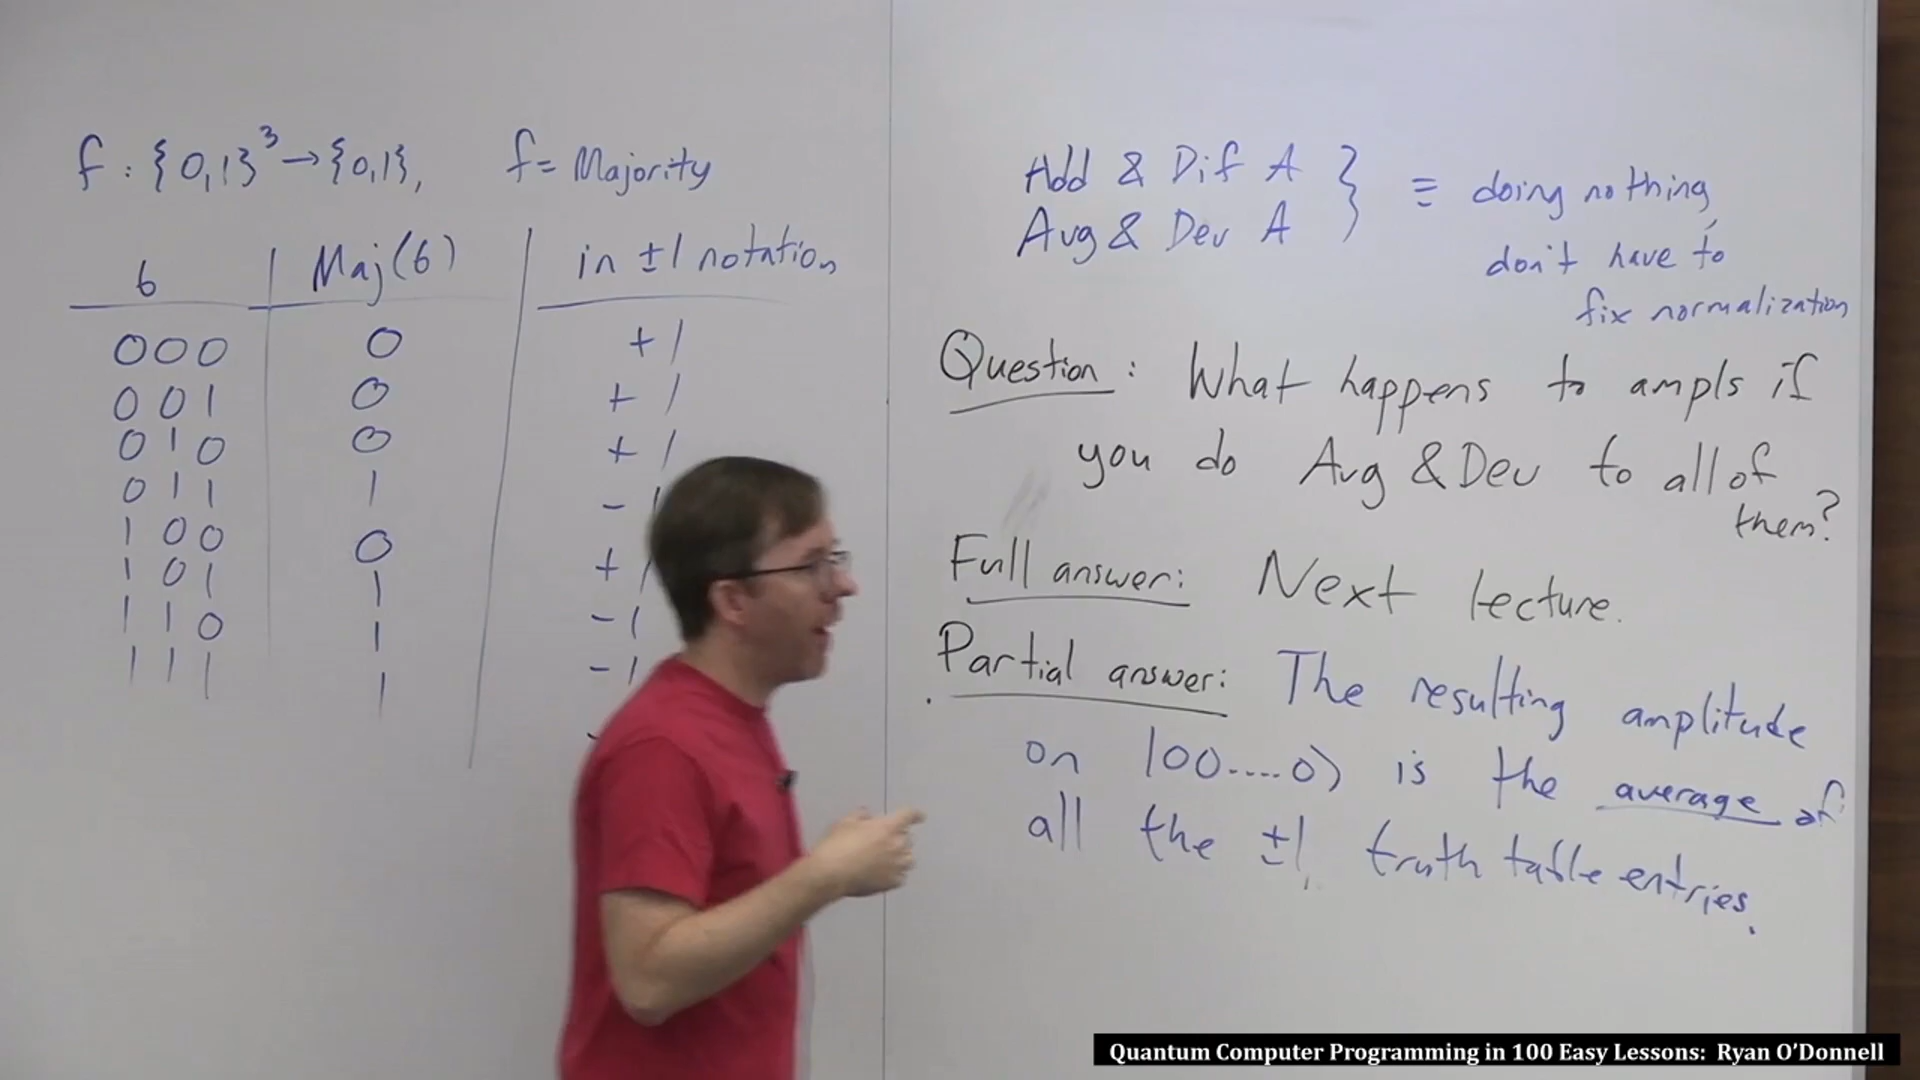 f : {0,1}³ → {0,1}, f = Majority
b | Maj(b) | in ±1 notation
000 0 +1
001 0 +1
010 0 +1
011 1 -1
100 0 +1
101 1 -1
110 1 -1
111 1 -
Add & Dif A } ≡ doing nothing,
Avg & Dev A
don't have to
fix normalization
Question: What happens to ampls if
you do Avg & Dev to all of
them?
Full answer: Next lecture.
Partial answer: The resulting amplitude
on |00....0⟩ is the average of
all the ±1 truth table entries.
Quantum Computer Programming in 100 Easy Lessons: Ryan O'Donnell